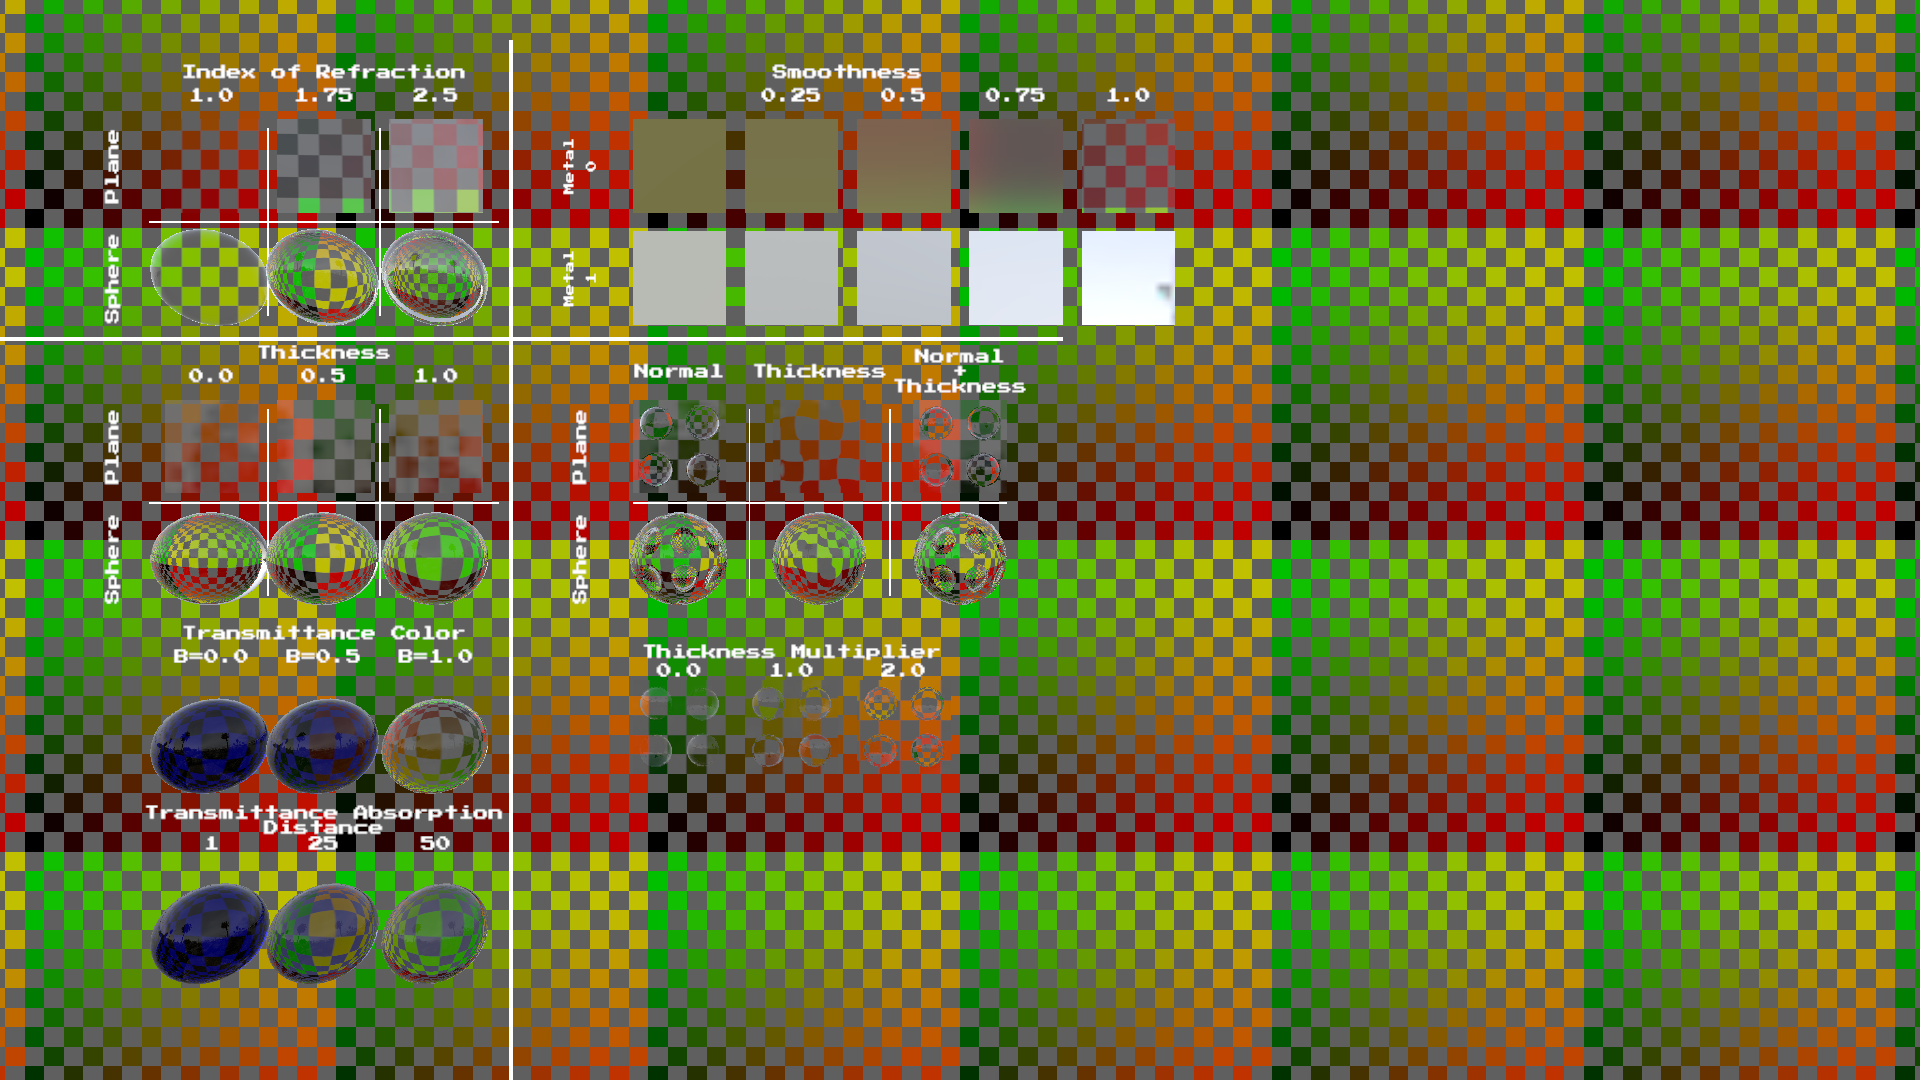 Index of Refraction
1.0 1.75 2.5
Plane
Sphere
Smoothness
0.25 0.5 0.75 1.0
Metal
0
Metal
1
Thickness
0.0 0.5 1.0
Plane
Sphere
Normal Thickness Normal
+
Thickness
Plane
Sphere
Transmittance Color
B=0.0 B=0.5 B=1.0
Thickness Multiplier
0.0 1.0 2.0
Transmittance Absorption
Distance
1 25 50